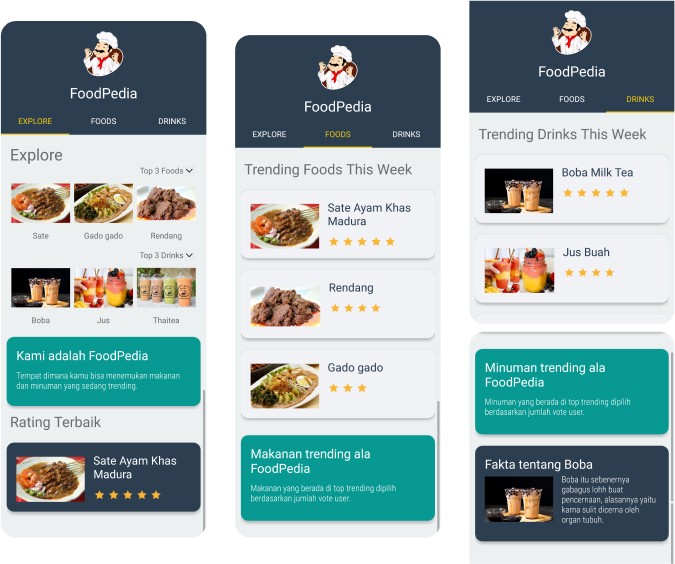 FoodPedia
EXPLORE FOODS DRINKS
Explore
Top 3 Foods
Sate Gado gado Rendang
Top 3 Drinks
Boba Jus Thaitea
Kami adalah FoodPedia
Tempat dimana kamu bisa menemukan makanan
dan minuman yang sedang trending.
Rating Terbaik
Sate Ayam Khas
Madura
FoodPedia
EXPLORE FOODS DRINKS
Trending Foods This Week
Sate Ayam Khas
Madura
Rendang
Gado gado
Makanan trending ala
FoodPedia
Makanan yang berada di top trending dipilih
berdasarkan jumlah vote user.
FoodPedia
EXPLORE FOODS DRINKS
Trending Drinks This Week
Boba Milk Tea
Jus Buah
Minuman trending ala
FoodPedia
Minuman yang berada di top trending dipilih
berdasarkan jumlah vote user.
Fakta tentang Boba
Boba itu sebenernya
gabagus lohh buat
pencernaan, alasannya yaitu
karna sulit dicerna oleh
organ tubuh.